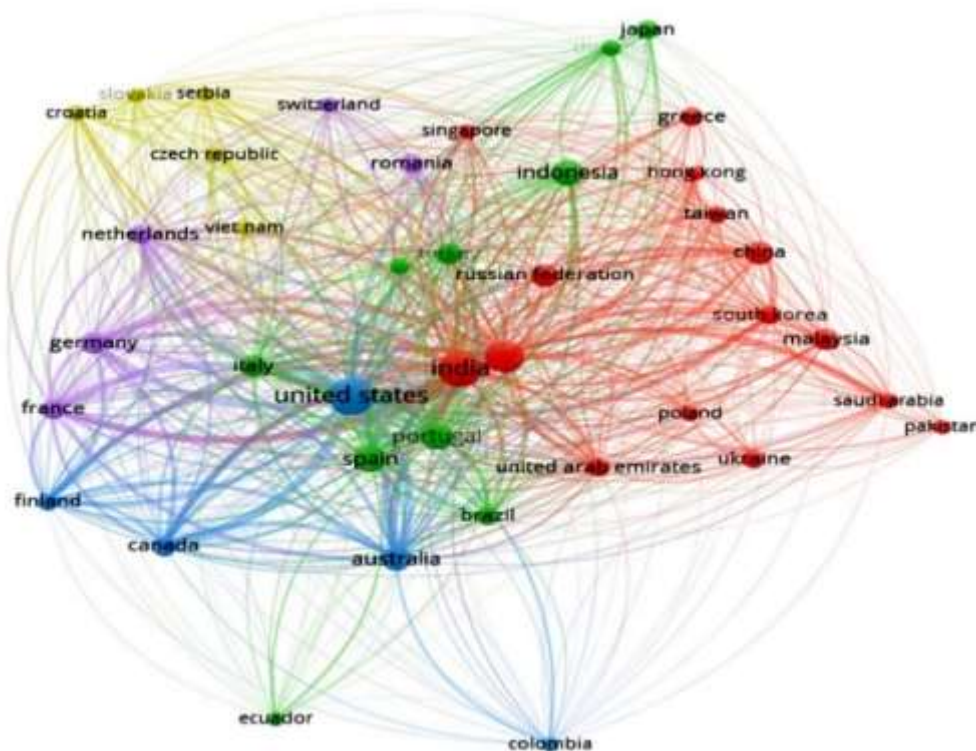 japan
slovakia
serbia
croatia
switzerland
singapore
greece
czech republic
romania
indonesia
hong kong
taiwan
netherlands
viet nam
china
russian federation
south korea
germany
malaysia
italy
india
united states
france
saudi arabia
poland
pakistan
portugal
spain
united arab emirates
ukraine
finland
brazil
canada
australia
ecuador
colombia